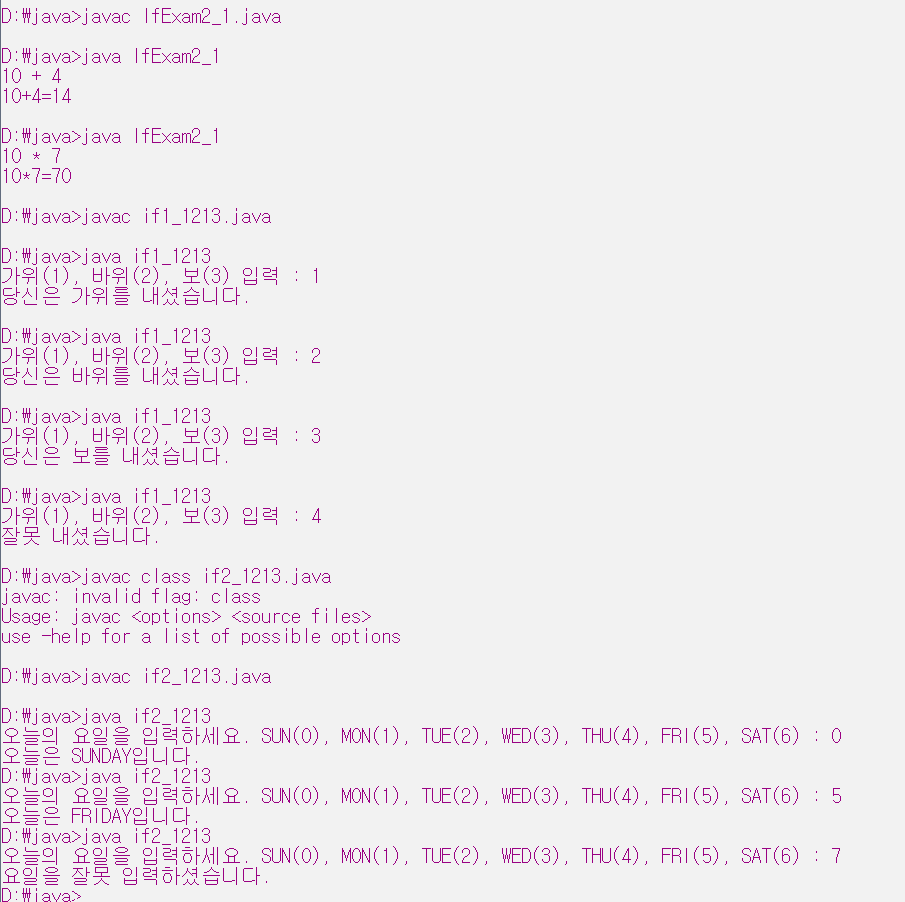 D:₩java>javac IfExam2_1.java
D:₩java>java IfExam2_1
10 + 4
10+4=14
D:₩java>java IfExam2_1
10 * 7
10*7=70
D:₩java>javac if1_1213.java
D:₩java>java if1_1213
가위(1), 바위(2), 보(3) 입력 : 1
당신은 가위를 내셨습니다.
D:₩java>java if1_1213
가위(1), 바위(2), 보(3) 입력 : 2
당신은 바위를 내셨습니다.
D:₩java>java if1_1213
가위(1), 바위(2), 보(3) 입력 : 3
당신은 보를 내셨습니다.
D:₩java>java if1_1213
가위(1), 바위(2), 보(3) 입력 : 4
잘못 내셨습니다.
D:₩java>javac class if2_1213.java
javac: invalid flag: class
Usage: javac <options> <source files>
use -help for a list of possible options
D:₩java>javac if2_1213.java
D:₩java>java if2_1213
오늘의 요일을 입력하세요. SUN(0), MON(1), TUE(2), WED(3), THU(4), FRI(5), SAT(6) : 0
오늘은 SUNDAY입니다.
D:₩java>java if2_1213
오늘의 요일을 입력하세요. SUN(0), MON(1), TUE(2), WED(3), THU(4), FRI(5), SAT(6) : 5
오늘은 FRIDAY입니다.
D:₩java>java if2_1213
오늘의 요일을 입력하세요. SUN(0), MON(1), TUE(2), WED(3), THU(4), FRI(5), SAT(6) : 7
요일을 잘못 입력하셨습니다.
D:₩java>